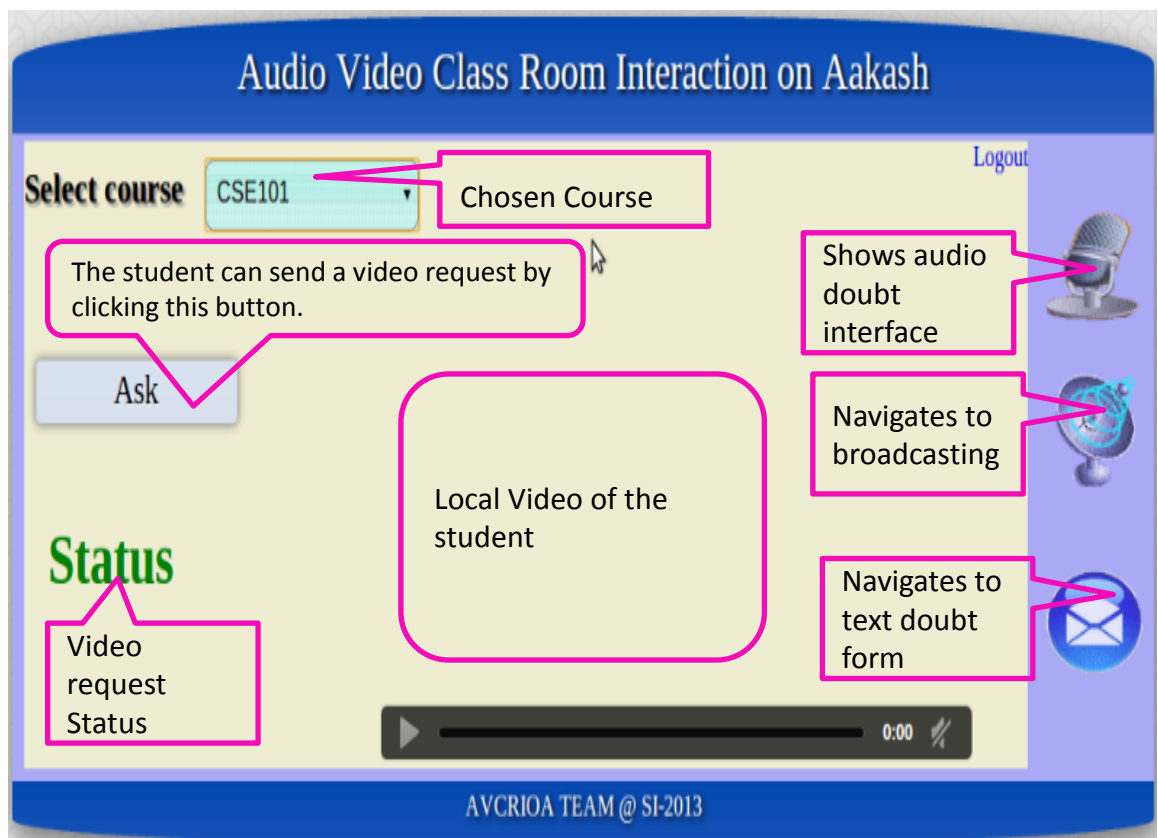 Audio Video Class Room Interaction on Aakash
Logout
Select course
CSE101
Chosen Course
The student can send a video request by
clicking this button.
Shows audio
doubt
interface
Ask
Navigates to
broadcasting
Local Video of the
student
Status
Navigates to
text doubt
form
Video
request
Status
0:00
AVCRIOA TEAM @ SI-2013